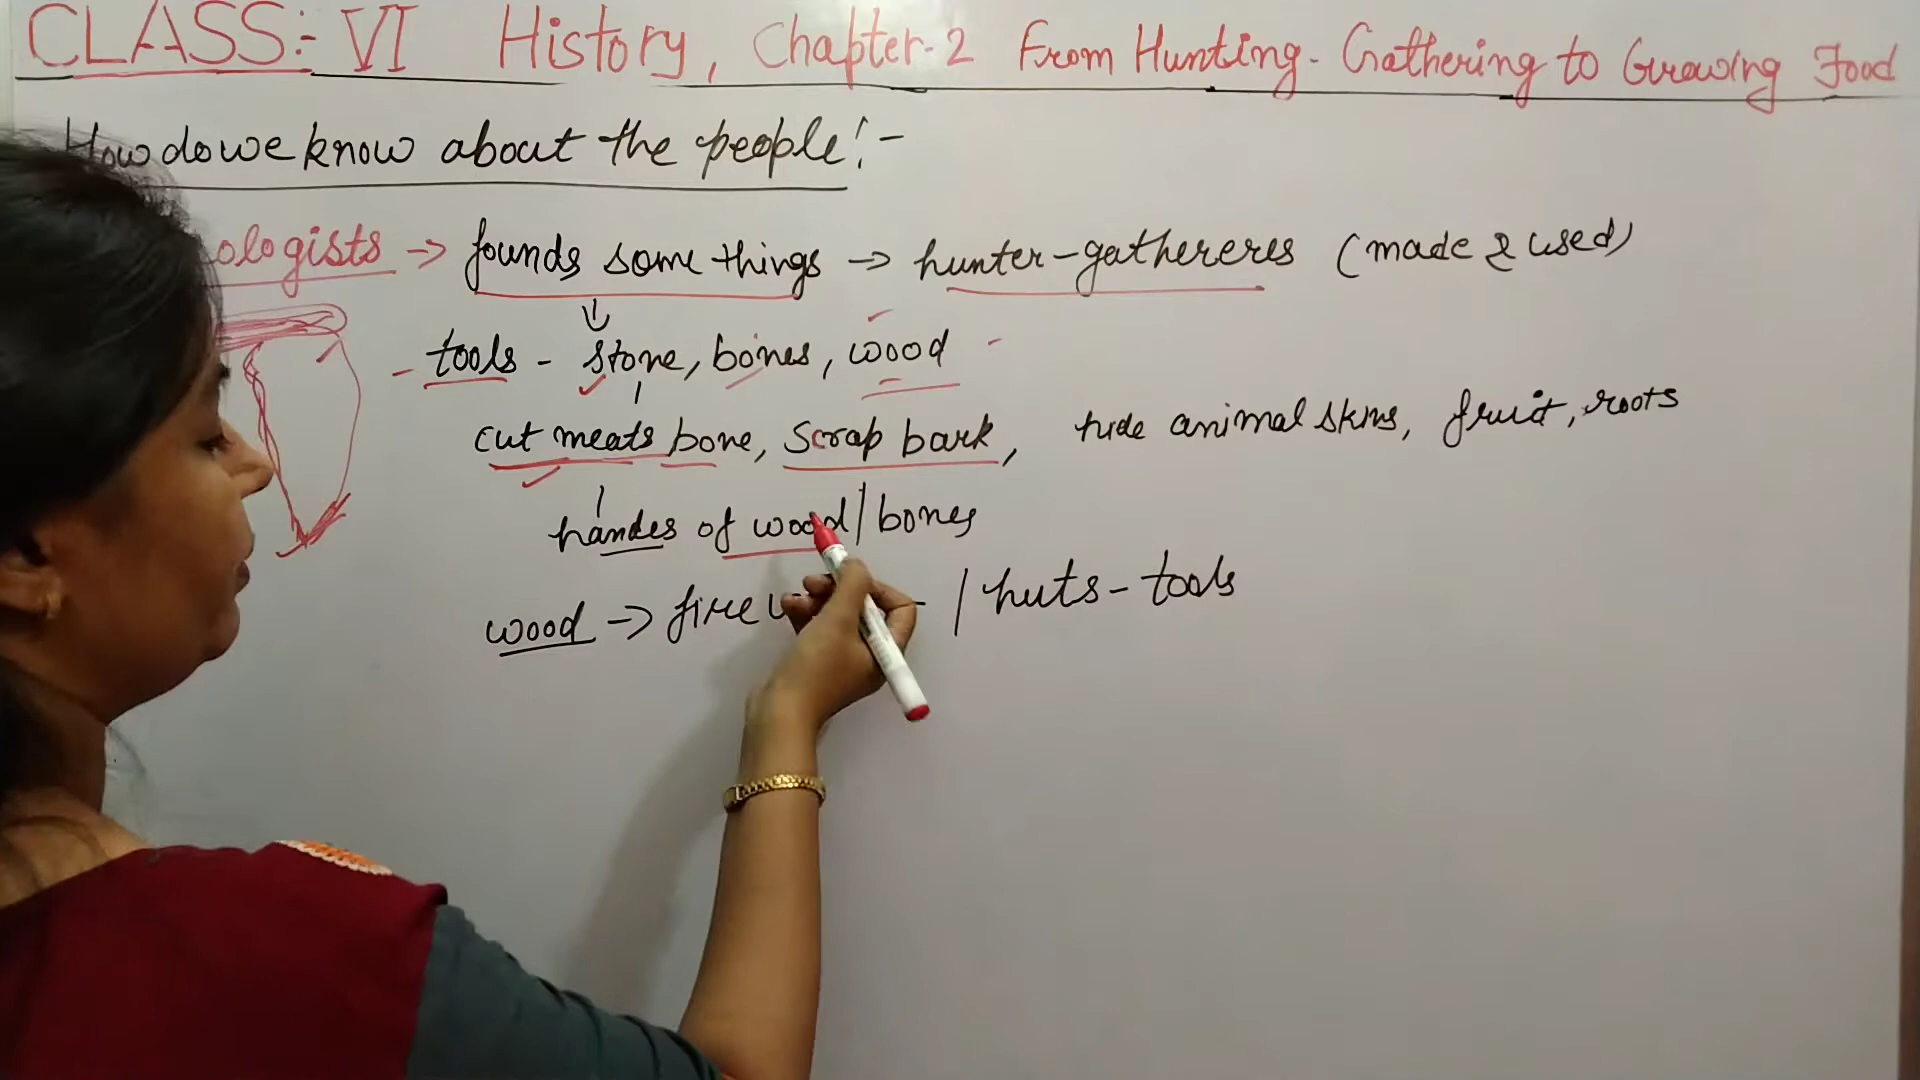 CLASS:- VI History, Chapter-2 From Hunting-Gathering to Growing Food
How do we know about the people:-
ologists → founds some things → hunter-gathereres (made & used)
- tools - stone, bones, wood -
cut meats bone, scrap bark, hide animal skins, fruit, roots
handes of wood / bones
wood → fire / huts - tools